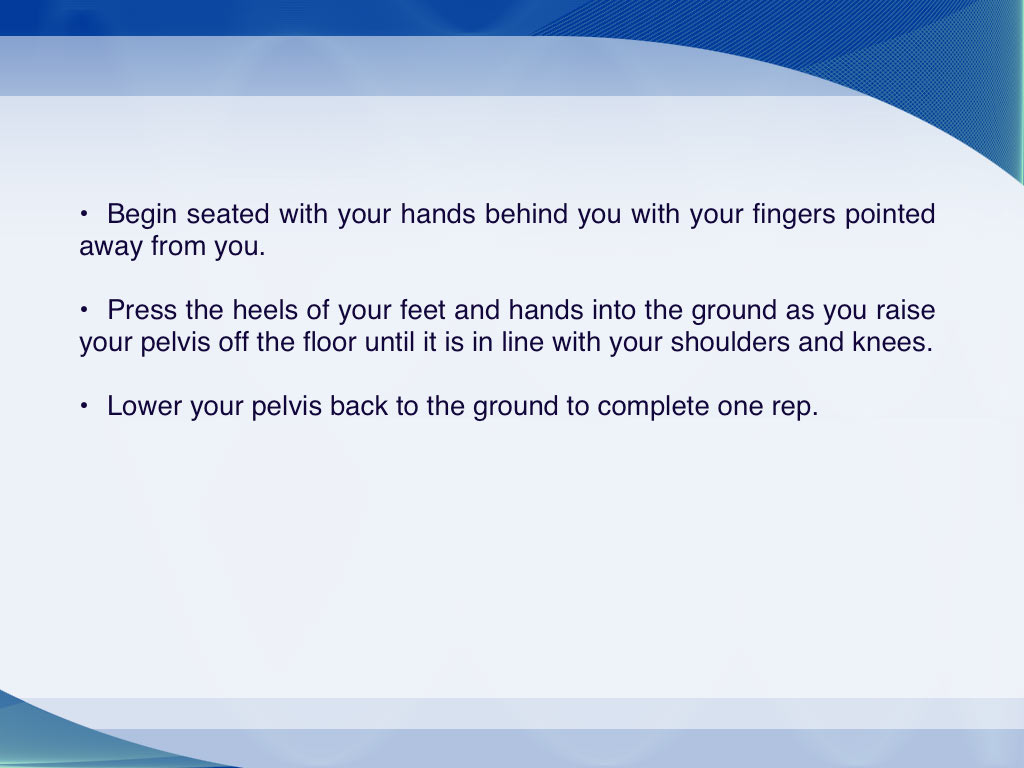 • Begin seated with your hands behind you with your fingers pointed
away from you.
• Press the heels of your feet and hands into the ground as you raise
your pelvis off the floor until it is in line with your shoulders and knees.
• Lower your pelvis back to the ground to complete one rep.